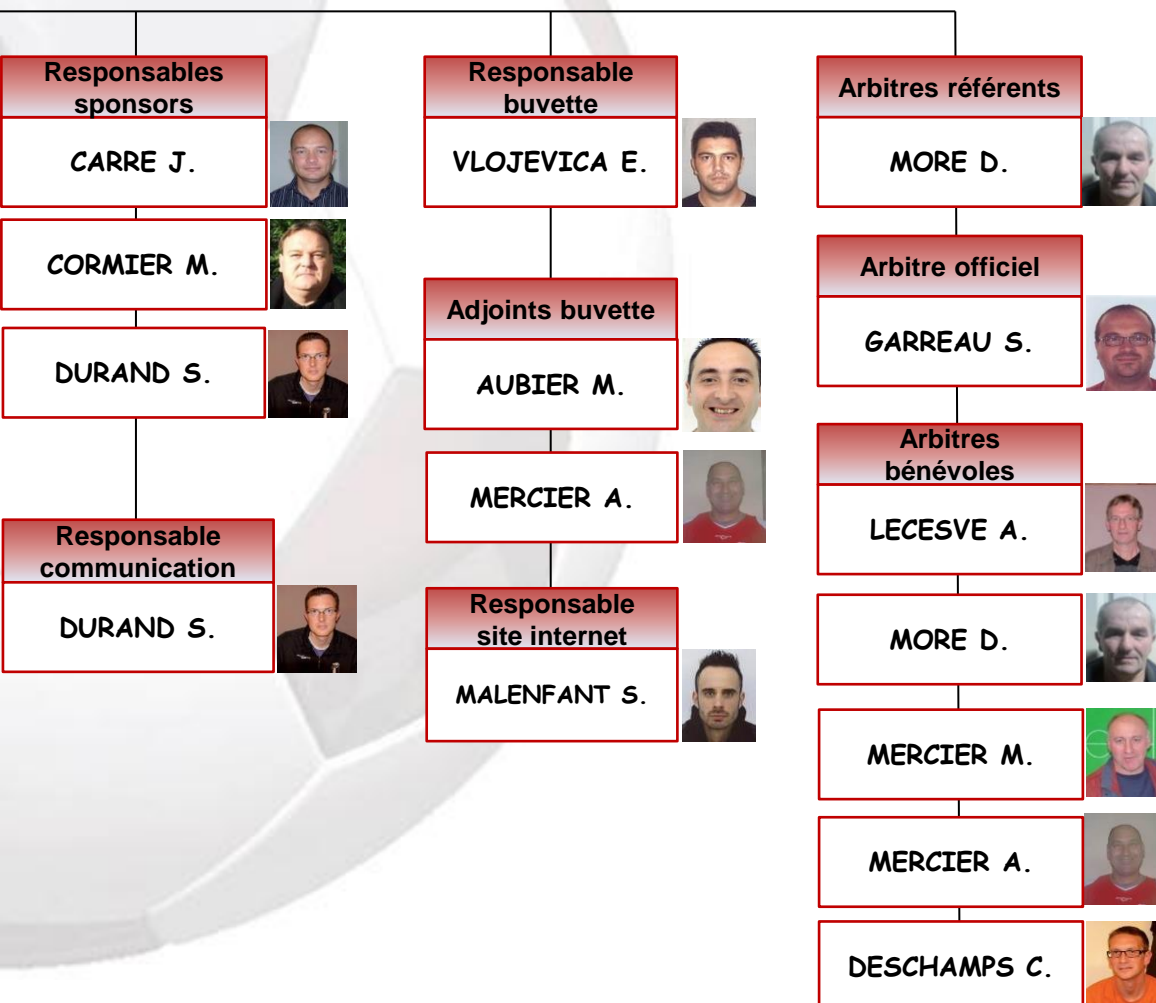 Responsables
sponsors
CARRE J.
CORMIER M.
DURAND S.
Responsable
communication
DURAND S.
Responsable
buvette
VLOJEVICA E.
Adjoints buvette
AUBIER M.
MERCIER A.
Responsable
site internet
MALENFANT S.
Arbitres référents
MORE D.
Arbitre officiel
GARREAU S.
Arbitres
bénévoles
LECESVE A.
MORE D.
MERCIER M.
MERCIER A.
DESCHAMPS C.